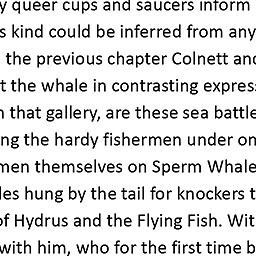 y queer cups and saucers inform
s kind could be inferred from any
the previous chapter Colnett and
t the whale in contrasting express
n that gallery, are these sea battle
ng the hardy fishermen under on
men themselves on Sperm Whale
les hung by the tail for knockers t
of Hydrus and the Flying Fish. Wit
with him, who for the first time b